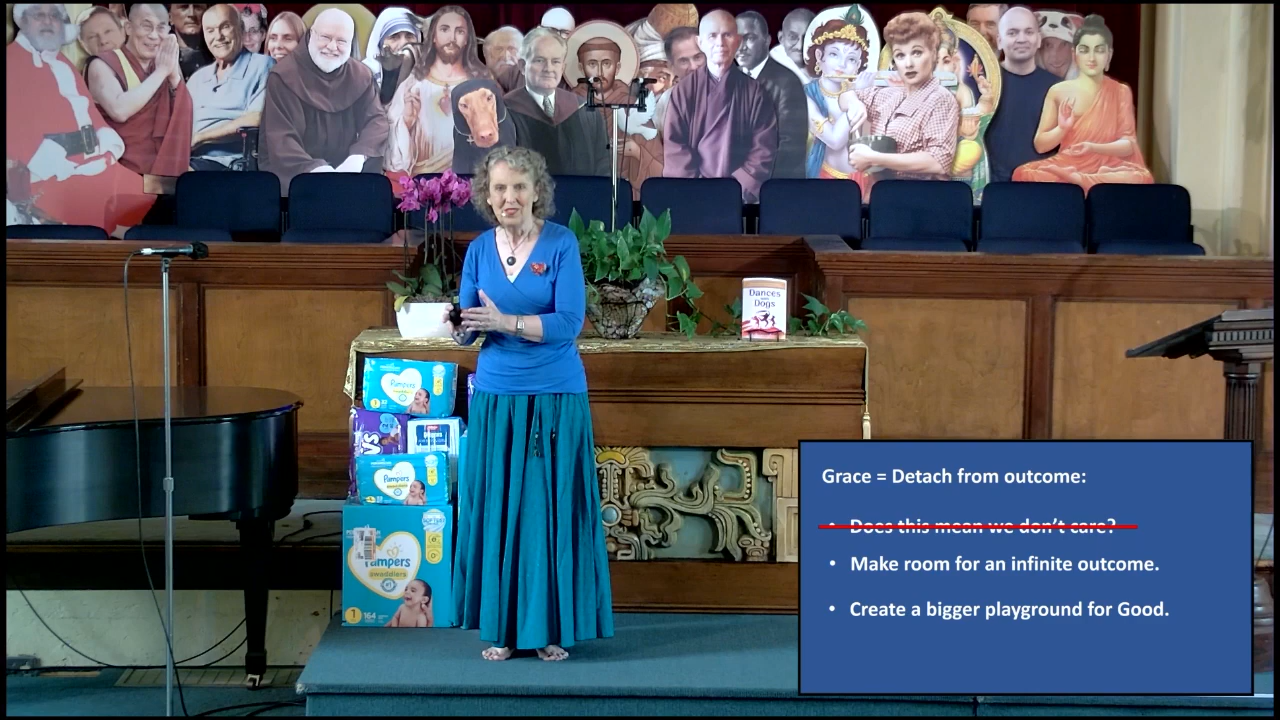 Dances
with
Dogs
Pampers
Pampers
Pampers
swaddlers
1
164
Grace = Detach from outcome:
• Does this mean we don't care?
• Make room for an infinite outcome.
• Create a bigger playground for Good.